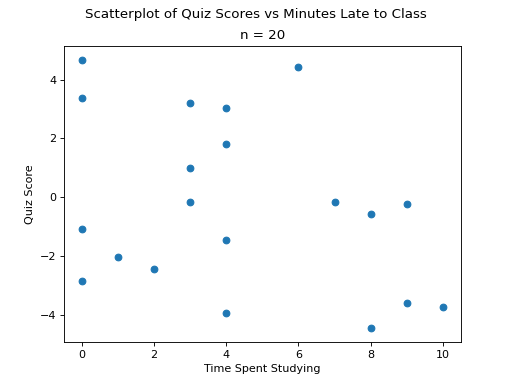 Scatterplot of Quiz Scores vs Minutes Late to Class
n = 20
4
2
0
−2
−4
Quiz Score
0 2 4 6 8 10
Time Spent Studying